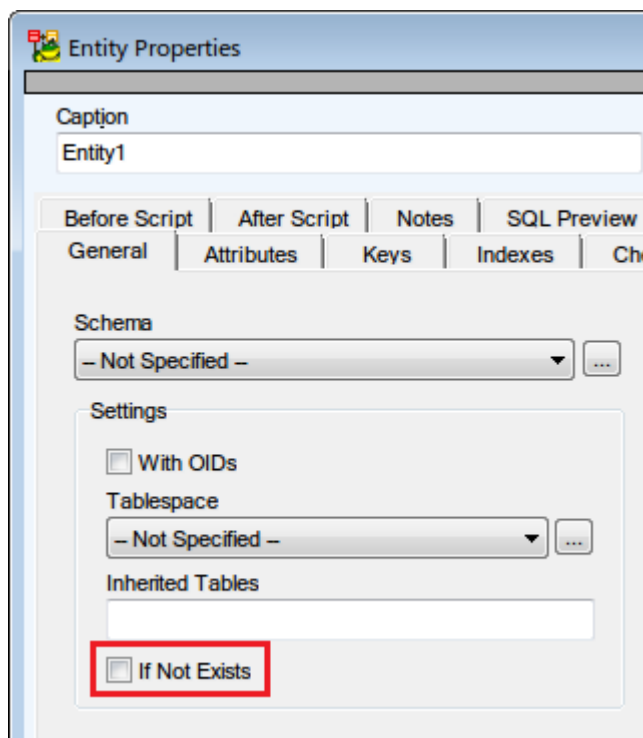 Entity Properties
Caption
Entity1
Before Script After Script Notes SQL Preview
General Attributes Keys Indexes
Schema
-- Not Specified -- ...
Settings
With OIDs
Tablespace
-- Not Specified -- ...
Inherited Tables
If Not Exists